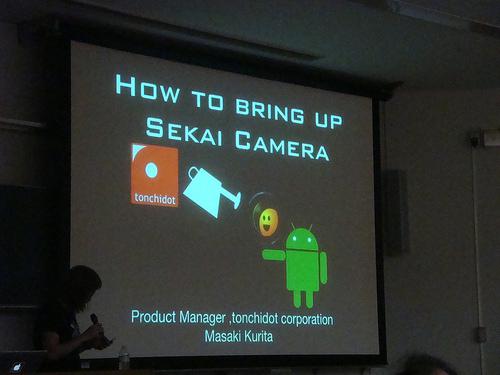 How to bring up
Sekai Camera
tonchidot
Product Manager ,tonchidot corporation
Masaki Kurita